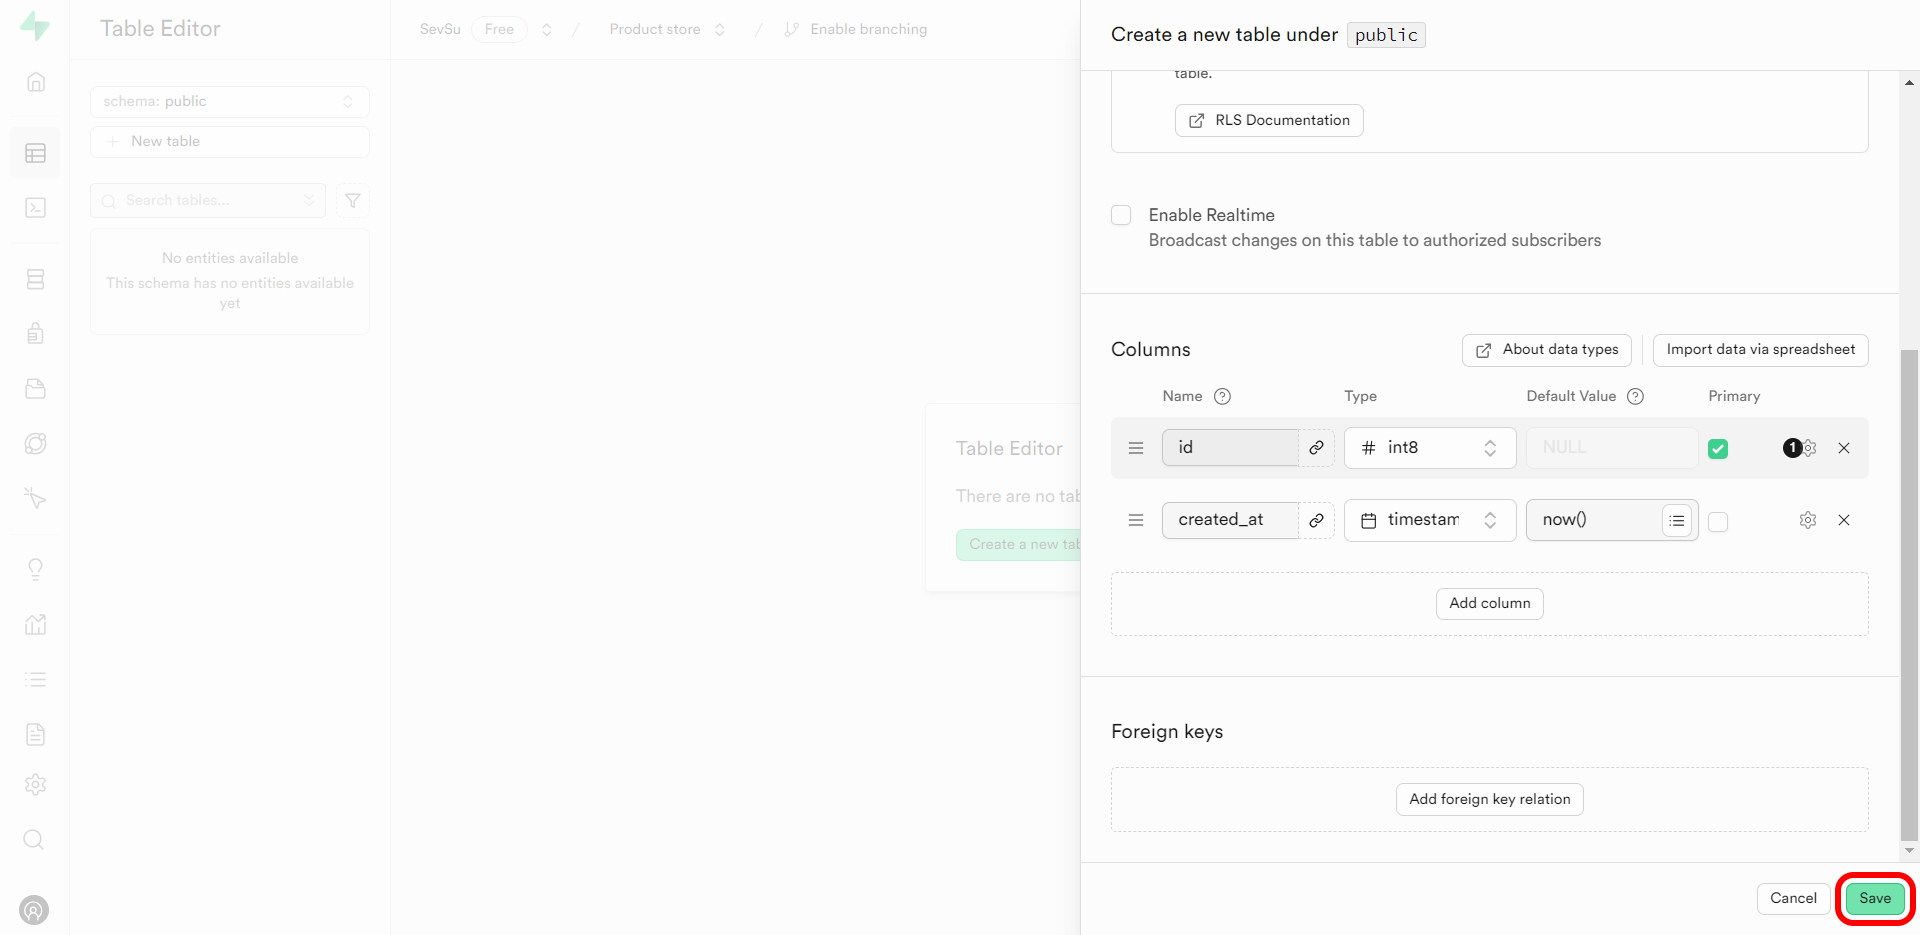 Table Editor
SevSu Free / Product store / Enable branching
schema: public
New table
Search tables...
No entities available
This schema has no entities available
yet
Table Editor
There are no tab
Create a new tab
Create a new table under public
table.
RLS Documentation
Enable Realtime
Broadcast changes on this table to authorized subscribers
Columns
About data types
Import data via spreadsheet
Name Type Default Value Primary
id # int8 NULL 1
created_at timestam now()
Add column
Foreign keys
Add foreign key relation
Cancel Save